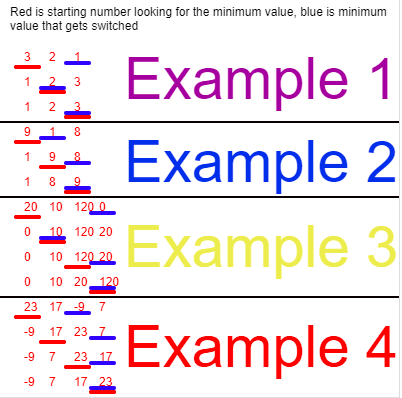 Red is starting number looking for the minimum value, blue is minimum
value that gets switched
3 2 1
1 2 3
1 2 3
Example 1
9 1 8
1 9 8
1 8 9
Example 2
20 10 120 0
0 10 120 20
0 10 120 20
0 10 20 120
Example 3
23 17 -9 7
-9 17 23 7
-9 7 23 17
-9 7 17 23
Example 4